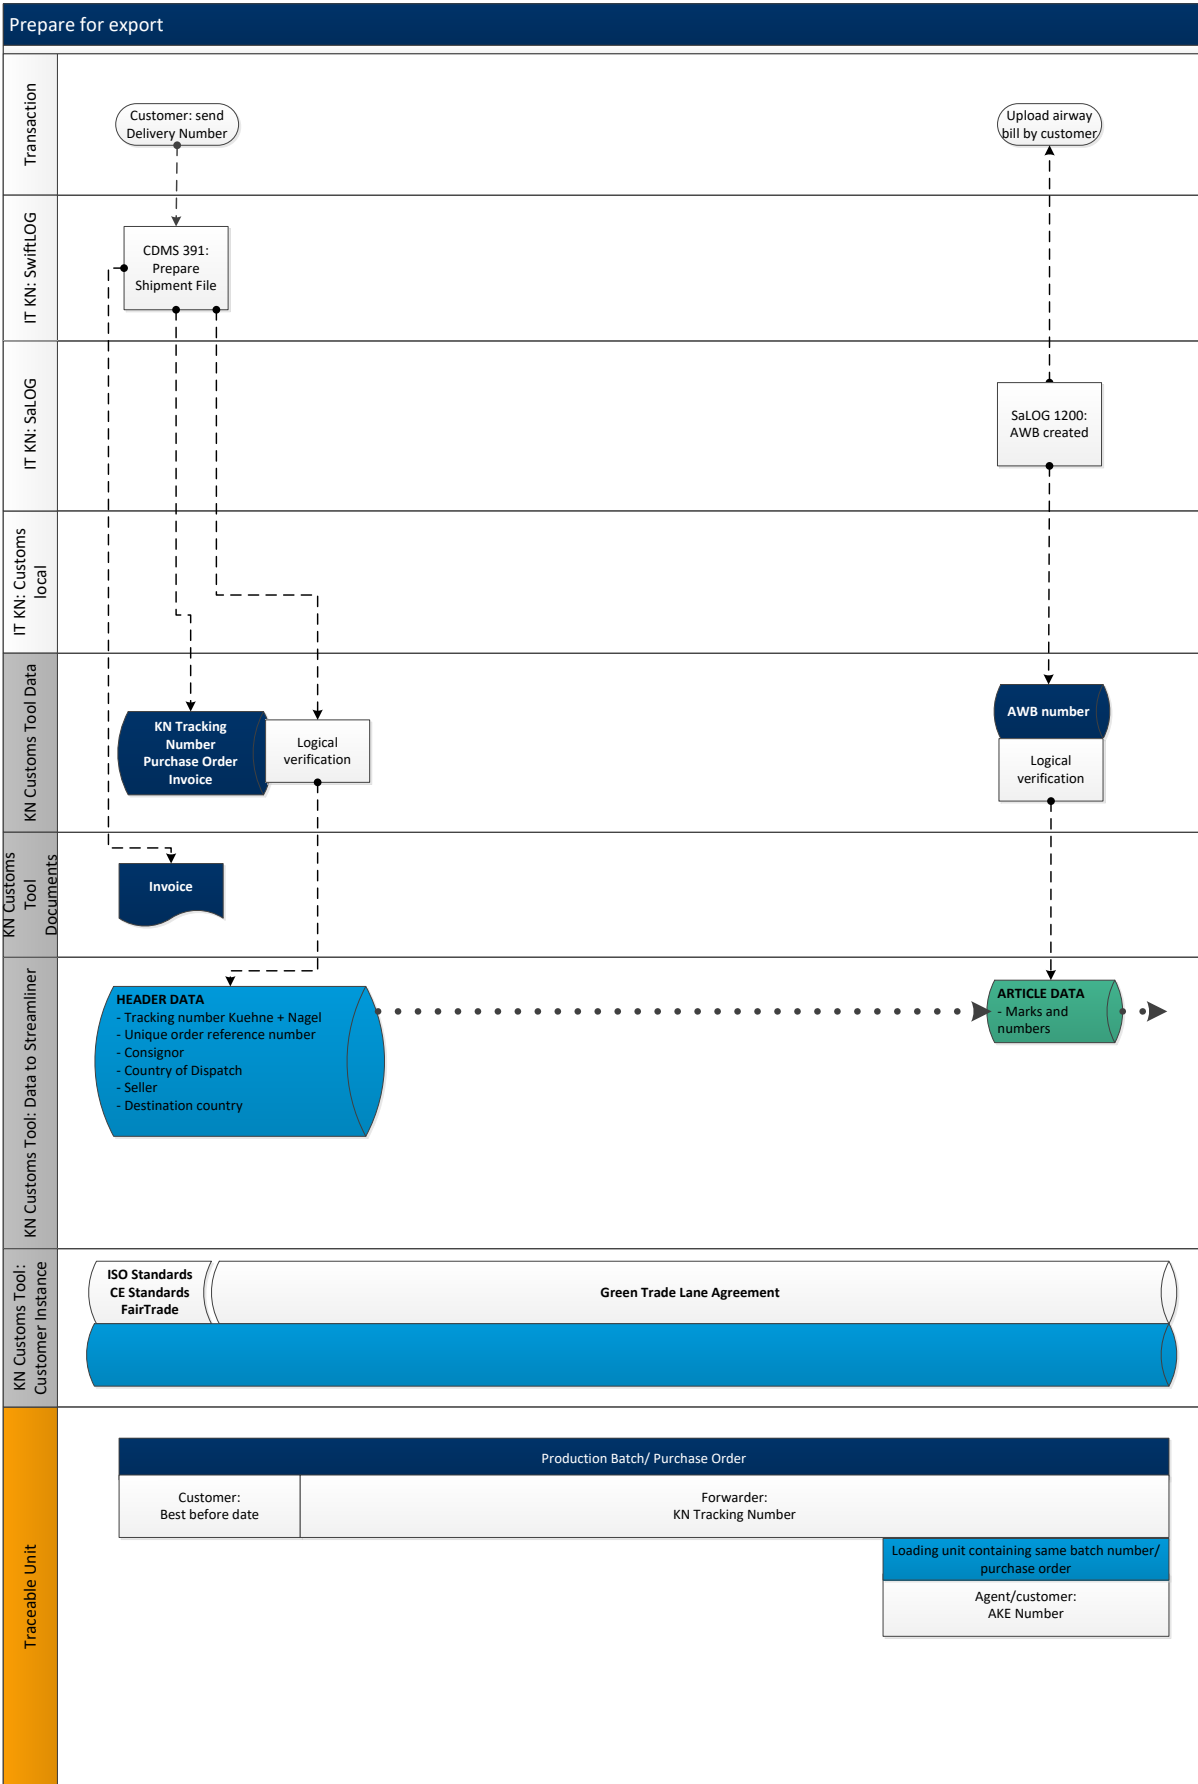 Prepare for export
Transaction
Customer: send
Delivery Number
Upload airway
bill by customer
IT KN: SwiftLOG
CDMS 391:
Prepare
Shipment File
IT KN: SaLOG
SaLOG 1200:
AWB created
IT KN: Customs
local
KN Customs Tool Data
KN Tracking
Number
Purchase Order
Invoice
Logical
verification
AWB number
Logical
verification
KN Customs
Tool
Documents
Invoice
KN Customs Tool: Data to Streamliner
HEADER DATA
- Tracking number Kuehne + Nagel
- Unique order reference number
- Consignor
- Country of Dispatch
- Seller
- Destination country
ARTICLE DATA
- Marks and
numbers
KN Customs Tool:
Customer Instance
ISO Standards
CE Standards
FairTrade
Green Trade Lane Agreement
Traceable Unit
Production Batch/ Purchase Order
Customer:
Best before date
Forwarder:
KN Tracking Number
Loading unit containing same batch number/
purchase order
Agent/customer:
AKE Number